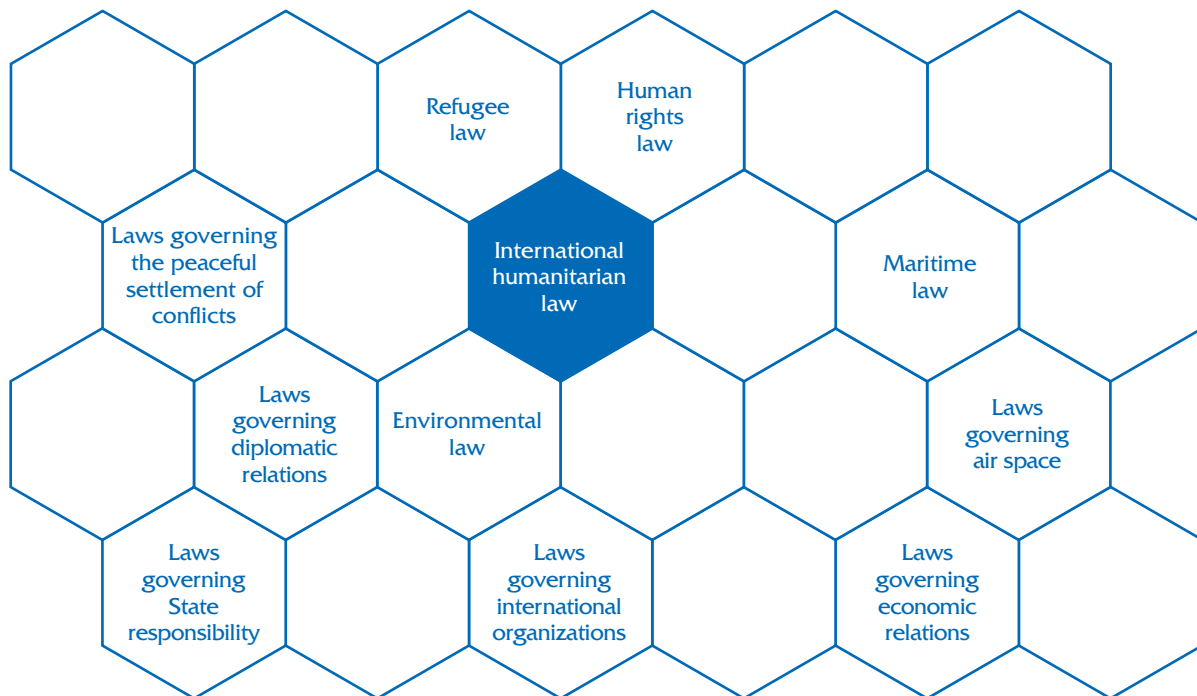 Refugee
law
Human
rights
law
Laws governing
the peaceful
settlement of
conflicts
International
humanitarian
law
Maritime
law
Laws
governing
diplomatic
relations
Environmental
law
Laws
governing
air space
Laws
governing
State
responsibility
Laws
governing
international
organizations
Laws
governing
economic
relations